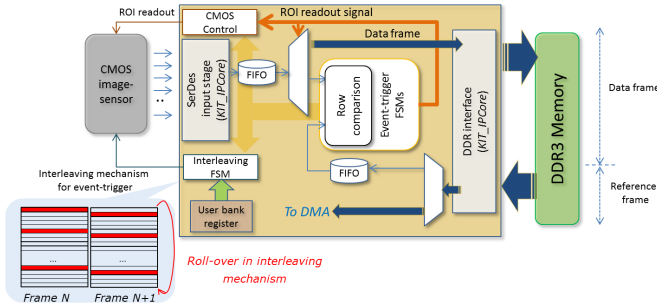 ROI readout
CMOS
Control
ROI readout signal
Data frame
CMOS
image-
sensor
..
SerDes
input stage
(KIT_IPCore)
FIFO
Row
comparison
Event-trigger
FSMs
DDR interface
(KIT_IPCore)
DDR3 Memory
Data frame
Reference
frame
Interleaving mechanism
for event-trigger
Interleaving
FSM
FIFO
User bank
register
To DMA
...
...
Roll-over in interleaving
mechanism
Frame N
Frame N+1